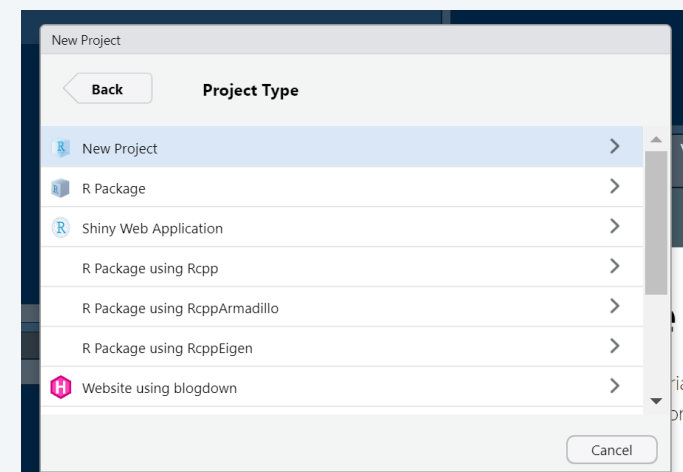 New Project
Back
Project Type
R New Project
R R Package
R Shiny Web Application
R Package using Rcpp
R Package using RcppArmadillo
R Package using RcppEigen
H Website using blogdown
Cancel